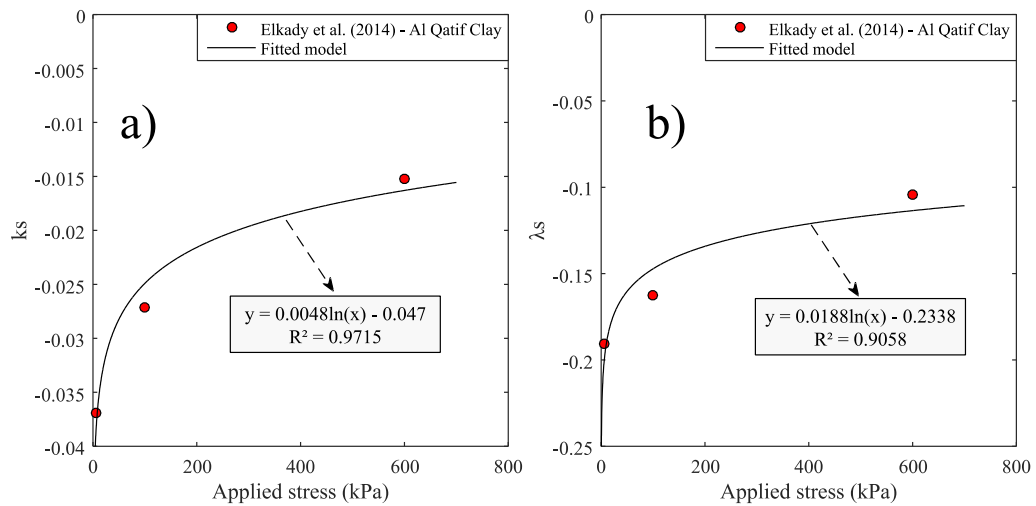 Elkady et al. (2014) - Al Qatif Clay
Fitted model
a)
0
-0.005
-0.01
-0.015
-0.02
-0.025
-0.03
-0.035
-0.04
ks
y = 0.0048ln(x) - 0.047
R² = 0.9715
0 200 400 600 800
Applied stress (kPa)
Elkady et al. (2014) - Al Qatif Clay
Fitted model
b)
0
-0.05
-0.1
-0.15
-0.2
-0.25
λs
y = 0.0188ln(x) - 0.2338
R² = 0.9058
0 200 400 600 800
Applied stress (kPa)